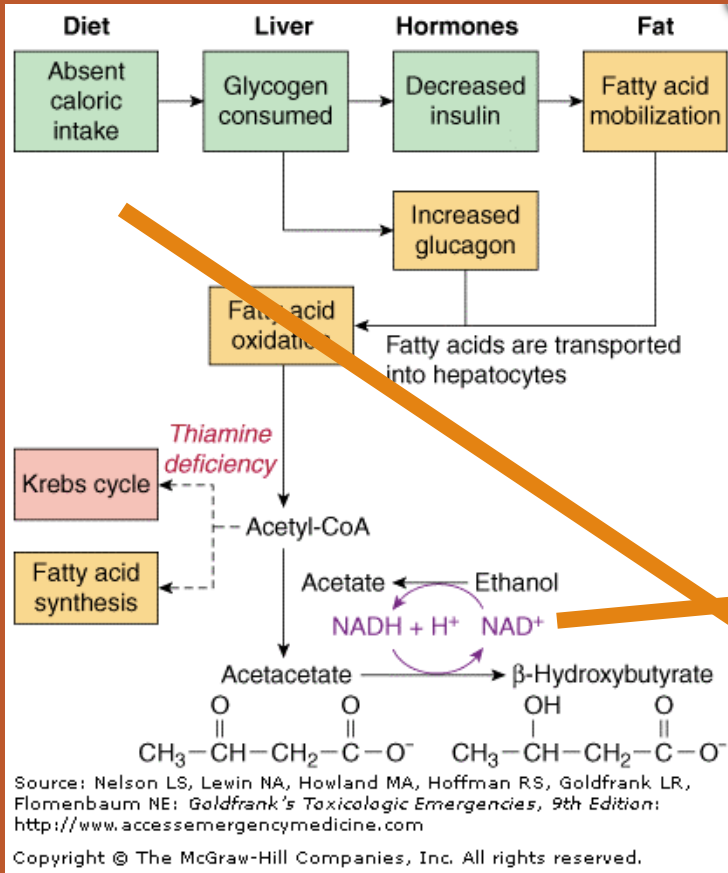 Diet Liver Hormones Fat
Absent
caloric
intake
Glycogen
consumed
Decreased
insulin
Fatty acid
mobilization
Increased
glucagon
Fatty acid
oxidation
Fatty acids are transported
into hepatocytes
Thiamine
deficiency
Krebs cycle
Acetyl-CoA
Fatty acid
synthesis
Acetate Ethanol
NADH + H⁺ NAD⁺
Acetacetate β-Hydroxybutyrate
O O OH O
CH₃–CH–CH₂–C–O⁻ CH₃–CH–CH₂–C–O⁻
Source: Nelson LS, Lewin NA, Howland MA, Hoffman RS, Goldfrank LR,
Flomenbaum NE: Goldfrank's Toxicologic Emergencies, 9th Edition:
http://www.accessemergencymedicine.com
Copyright © The McGraw-Hill Companies, Inc. All rights reserved.